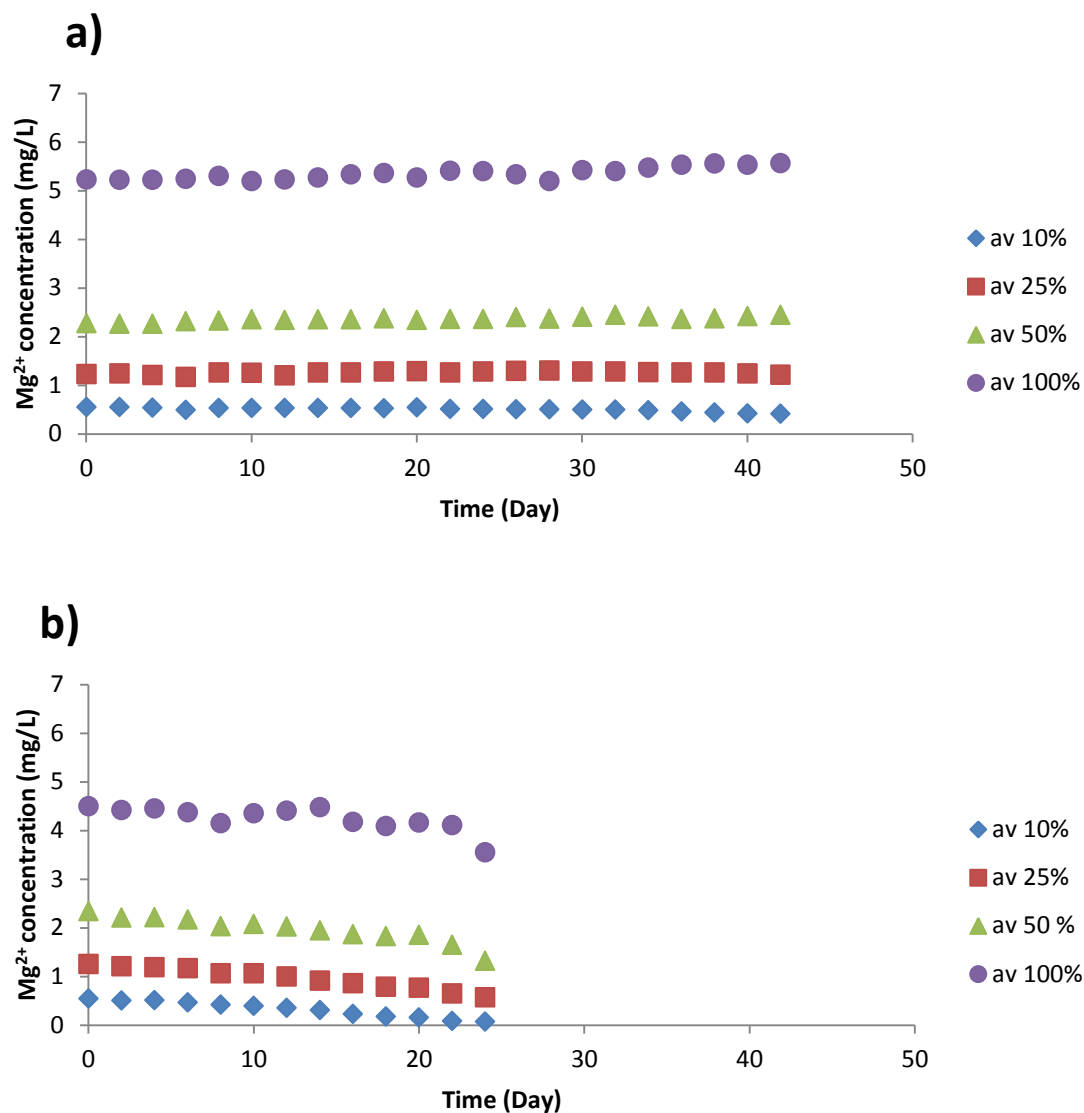 a)
7
6
5
4
3
2
1
0
Mg²⁺ concentration (mg/L)
0 10 20 30 40 50
Time (Day)
av 10%
av 25%
av 50%
av 100%
b)
7
6
5
4
3
2
1
0
Mg²⁺ concentration (mg/L)
0 10 20 30 40 50
Time (Day)
av 10%
av 25%
av 50 %
av 100%